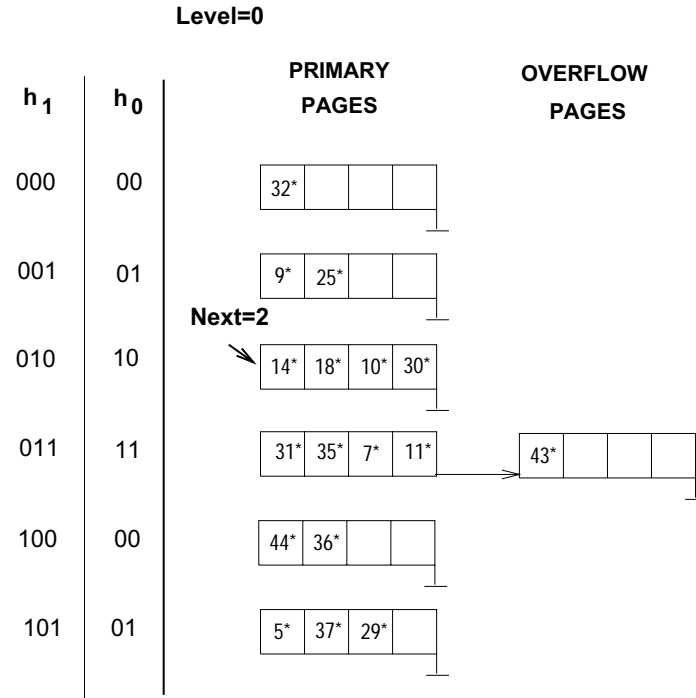 Level=0
h1 h0 PRIMARY PAGES OVERFLOW PAGES
000 00 32*
001 01 9* 25*
Next=2
010 10 14* 18* 10* 30*
011 11 31* 35* 7* 11* 43*
100 00 44* 36*
101 01 5* 37* 29*